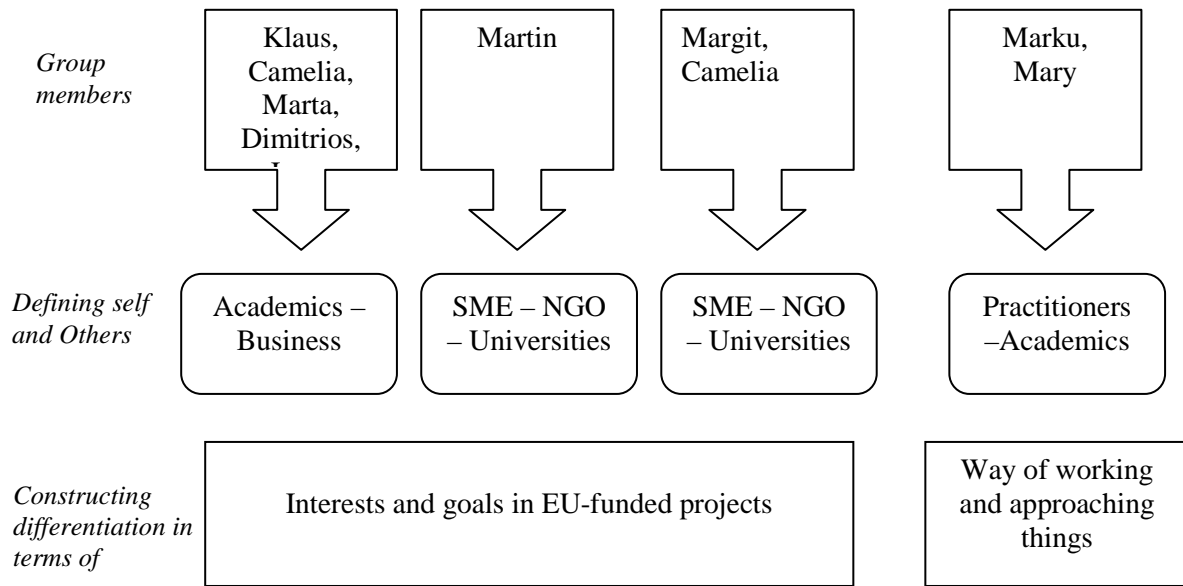 Group
members
Klaus,
Camelia,
Marta,
Dimitrios,
Martin
Margit,
Camelia
Marku,
Mary
Defining self
and Others
Academics –
Business
SME – NGO
– Universities
SME – NGO
– Universities
Practitioners
–Academics
Constructing
differentiation in
terms of
Interests and goals in EU-funded projects
Way of working
and approaching
things